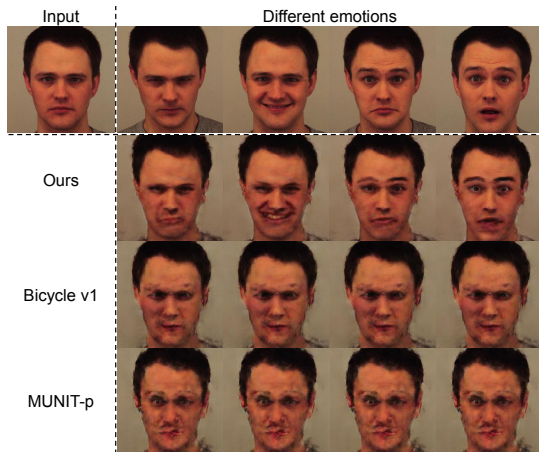 Input
Different emotions
Ours
Bicycle v1
MUNIT-p